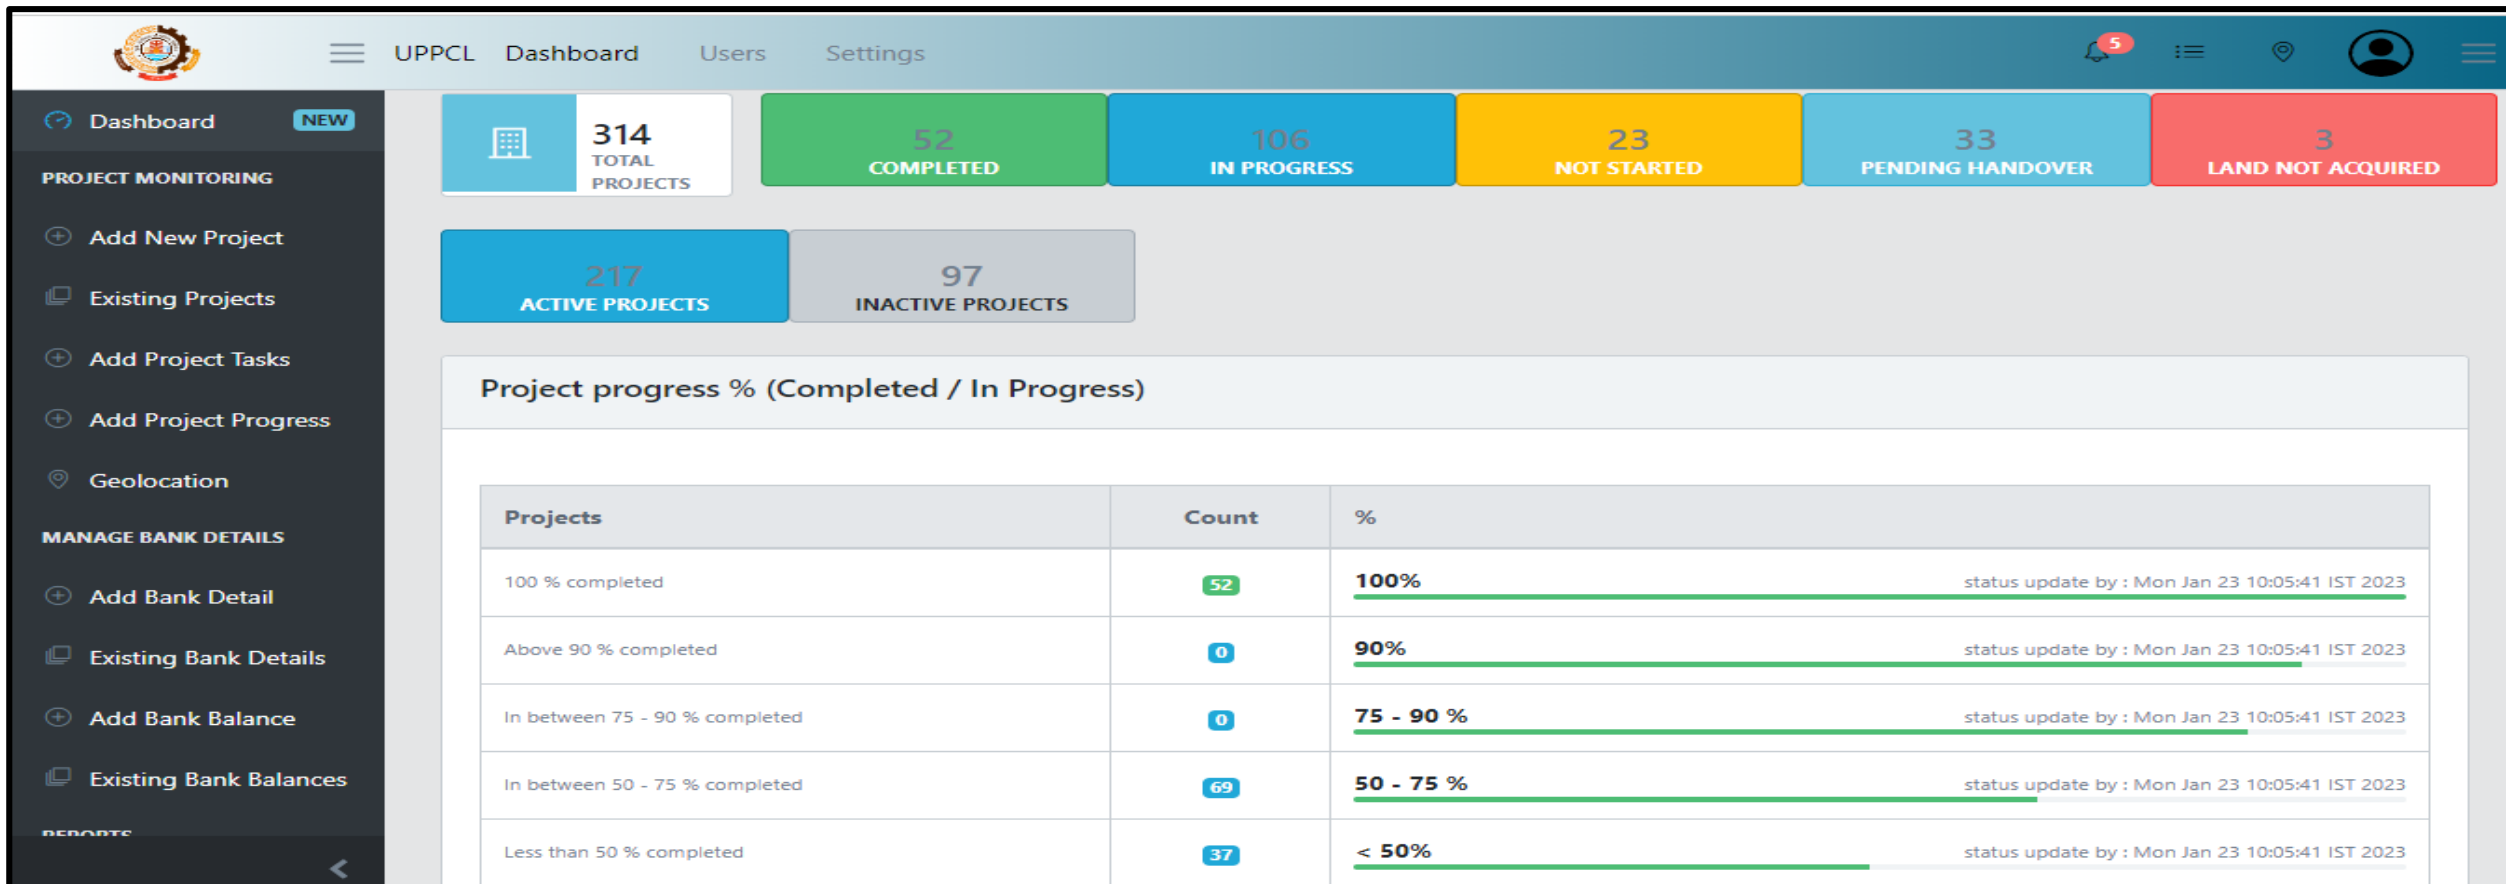 UPPCL Dashboard Users Settings 5
Dashboard NEW
PROJECT MONITORING
Add New Project
Existing Projects
Add Project Tasks
Add Project Progress
Geolocation
MANAGE BANK DETAILS
Add Bank Detail
Existing Bank Details
Add Bank Balance
Existing Bank Balances
REPORTS
314
TOTAL
PROJECTS
52
COMPLETED
106
IN PROGRESS
23
NOT STARTED
33
PENDING HANDOVER
3
LAND NOT ACQUIRED
217
ACTIVE PROJECTS
97
INACTIVE PROJECTS
Project progress % (Completed / In Progress)
Projects Count %
100 % completed 52 100% status update by : Mon Jan 23 10:05:41 IST 2023
Above 90 % completed 0 90% status update by : Mon Jan 23 10:05:41 IST 2023
In between 75 - 90 % completed 0 75 - 90 % status update by : Mon Jan 23 10:05:41 IST 2023
In between 50 - 75 % completed 69 50 - 75 % status update by : Mon Jan 23 10:05:41 IST 2023
Less than 50 % completed 37 < 50% status update by : Mon Jan 23 10:05:41 IST 2023